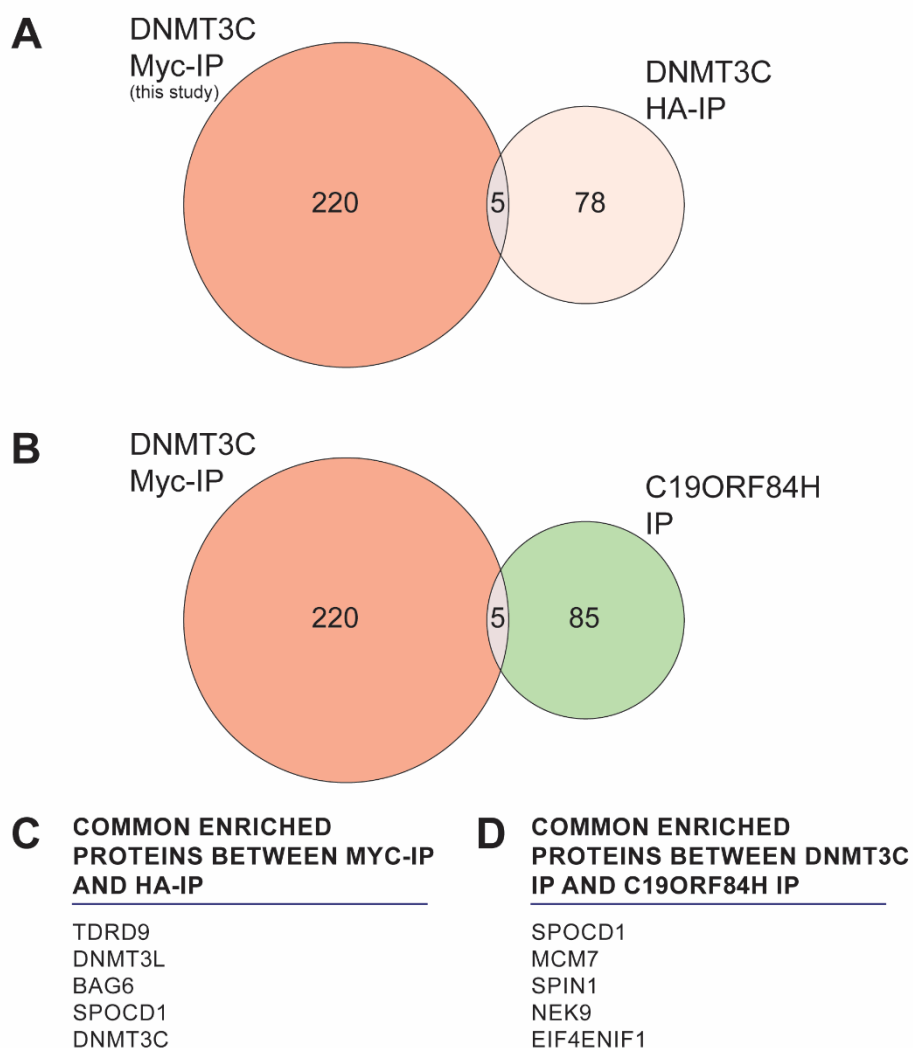 A
DNMT3C
Myc-IP
(this study)
DNMT3C
HA-IP
220
5
78
B
DNMT3C
Myc-IP
C19ORF84H
IP
220
5
85
C
COMMON ENRICHED
PROTEINS BETWEEN MYC-IP
AND HA-IP
TDRD9
DNMT3L
BAG6
SPOCD1
DNMT3C
D
COMMON ENRICHED
PROTEINS BETWEEN DNMT3C
IP AND C19ORF84H IP
SPOCD1
MCM7
SPIN1
NEK9
EIF4ENIF1